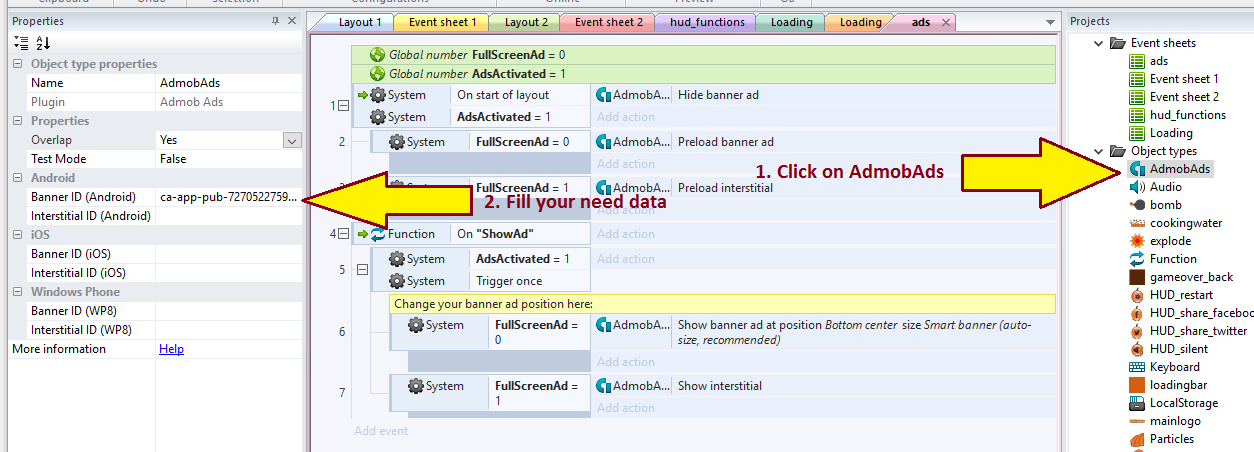 Clipboard Undo Selection Configurations Online Preview Go
Properties
Object type properties
Name AdmobAds
Plugin Admob Ads
Properties
Overlap Yes
Test Mode False
Android
Banner ID (Android) ca-app-pub-7270522759...
Interstitial ID (Android)
iOS
Banner ID (iOS)
Interstitial ID (iOS)
Windows Phone
Banner ID (WP8)
Interstitial ID (WP8)
More information Help
Layout 1 Event sheet 1 Layout 2 Event sheet 2 hud_functions Loading Loading ads
Global number FullScreenAd = 0
Global number AdsActivated = 1
1 System On start of layout AdmobA... Hide banner ad
System AdsActivated = 1 Add action
2 System FullScreenAd = 0 AdmobA... Preload banner ad
Add action
1. Click on AdmobAds
System FullScreenAd = 1 Preload interstitial
Add action
2. Fill your need data
4 Function On "ShowAd" Add action
5 System AdsActivated = 1 Add action
System Trigger once
Change your banner ad position here:
6 System FullScreenAd = 0 AdmobA... Show banner ad at position Bottom center size Smart banner (auto-
size, recommended)
Add action
7 System FullScreenAd = 1 AdmobA... Show interstitial
Add action
Add event
Projects
Event sheets
ads
Event sheet 1
Event sheet 2
hud_functions
Loading
Object types
AdmobAds
Audio
bomb
cookingwater
explode
Function
gameover_back
HUD_restart
HUD_share_faceboo
HUD_share_twitter
HUD_silent
Keyboard
loadingbar
LocalStorage
mainlogo
Particles